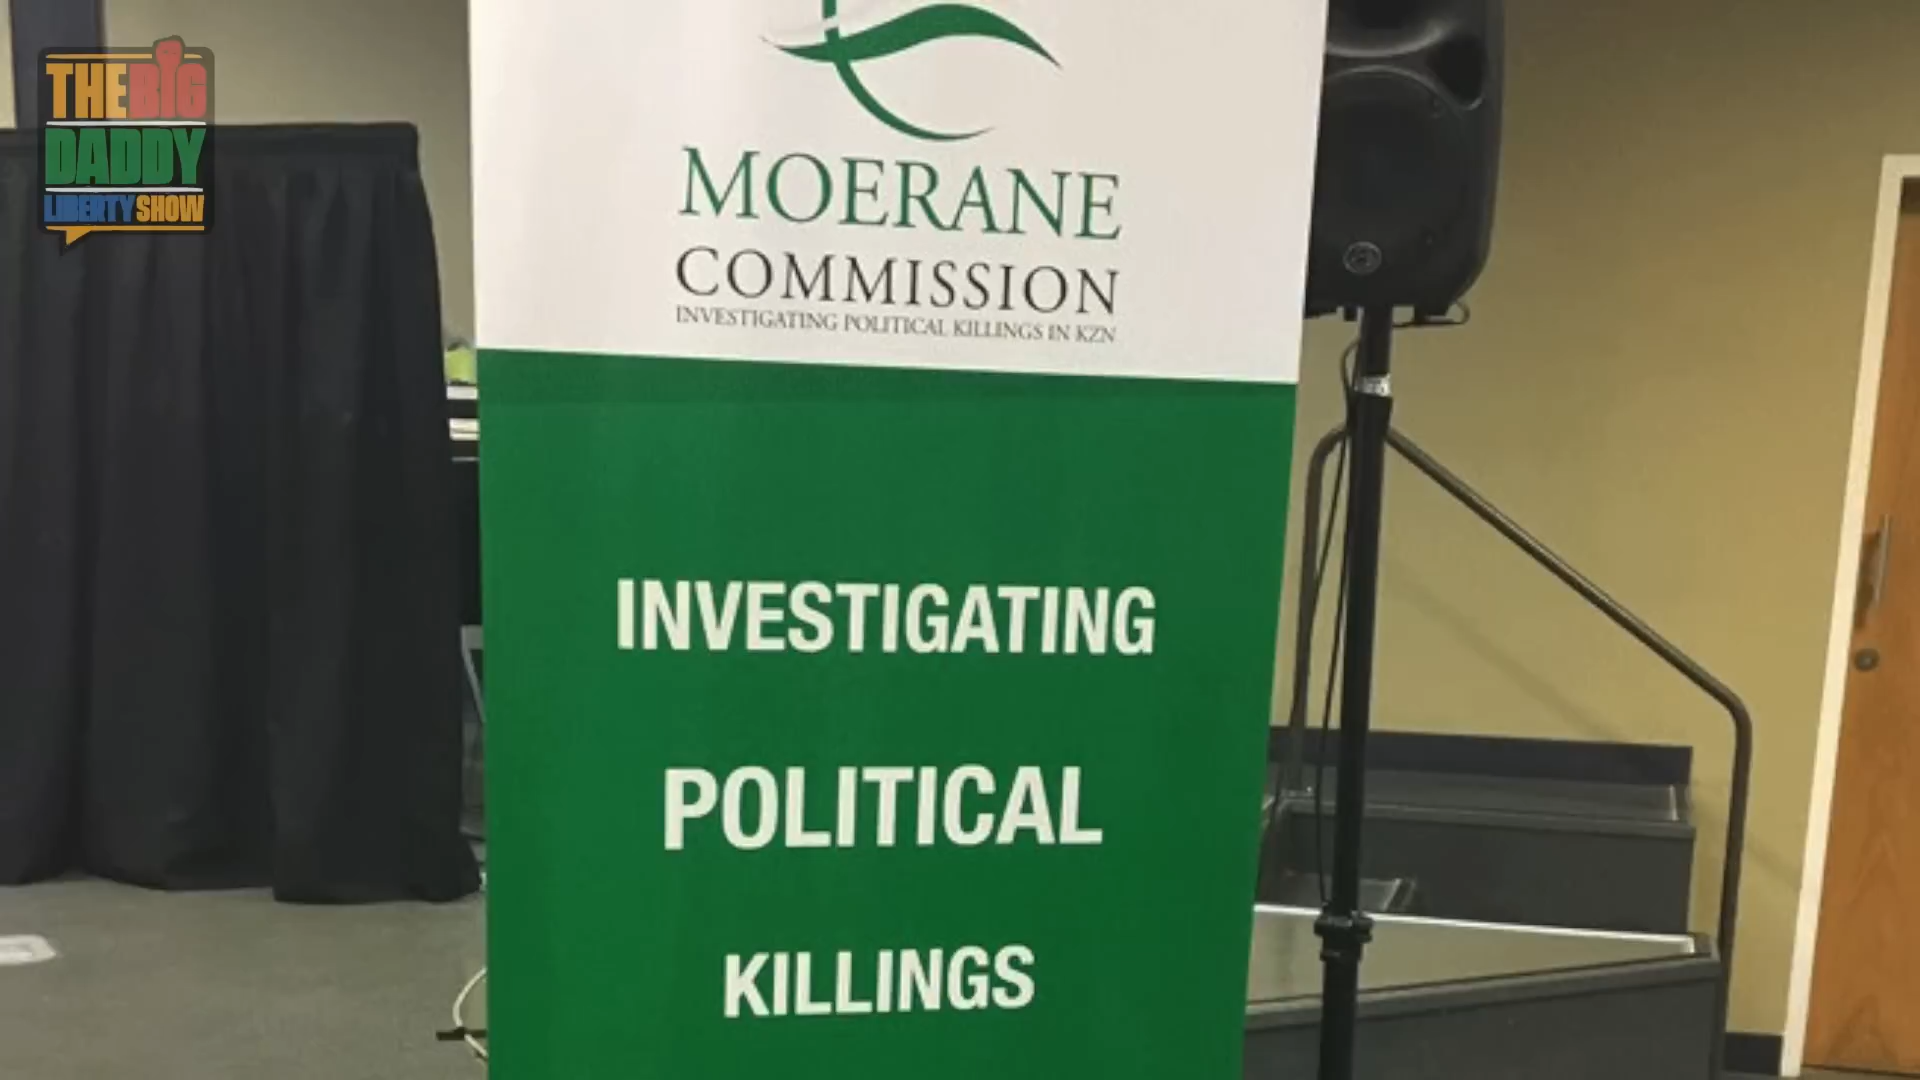 THE BIG
DADDY
LIBERTY SHOW
MOERANE
COMMISSION
INVESTIGATING POLITICAL KILLINGS IN KZN
INVESTIGATING
POLITICAL
KILLINGS